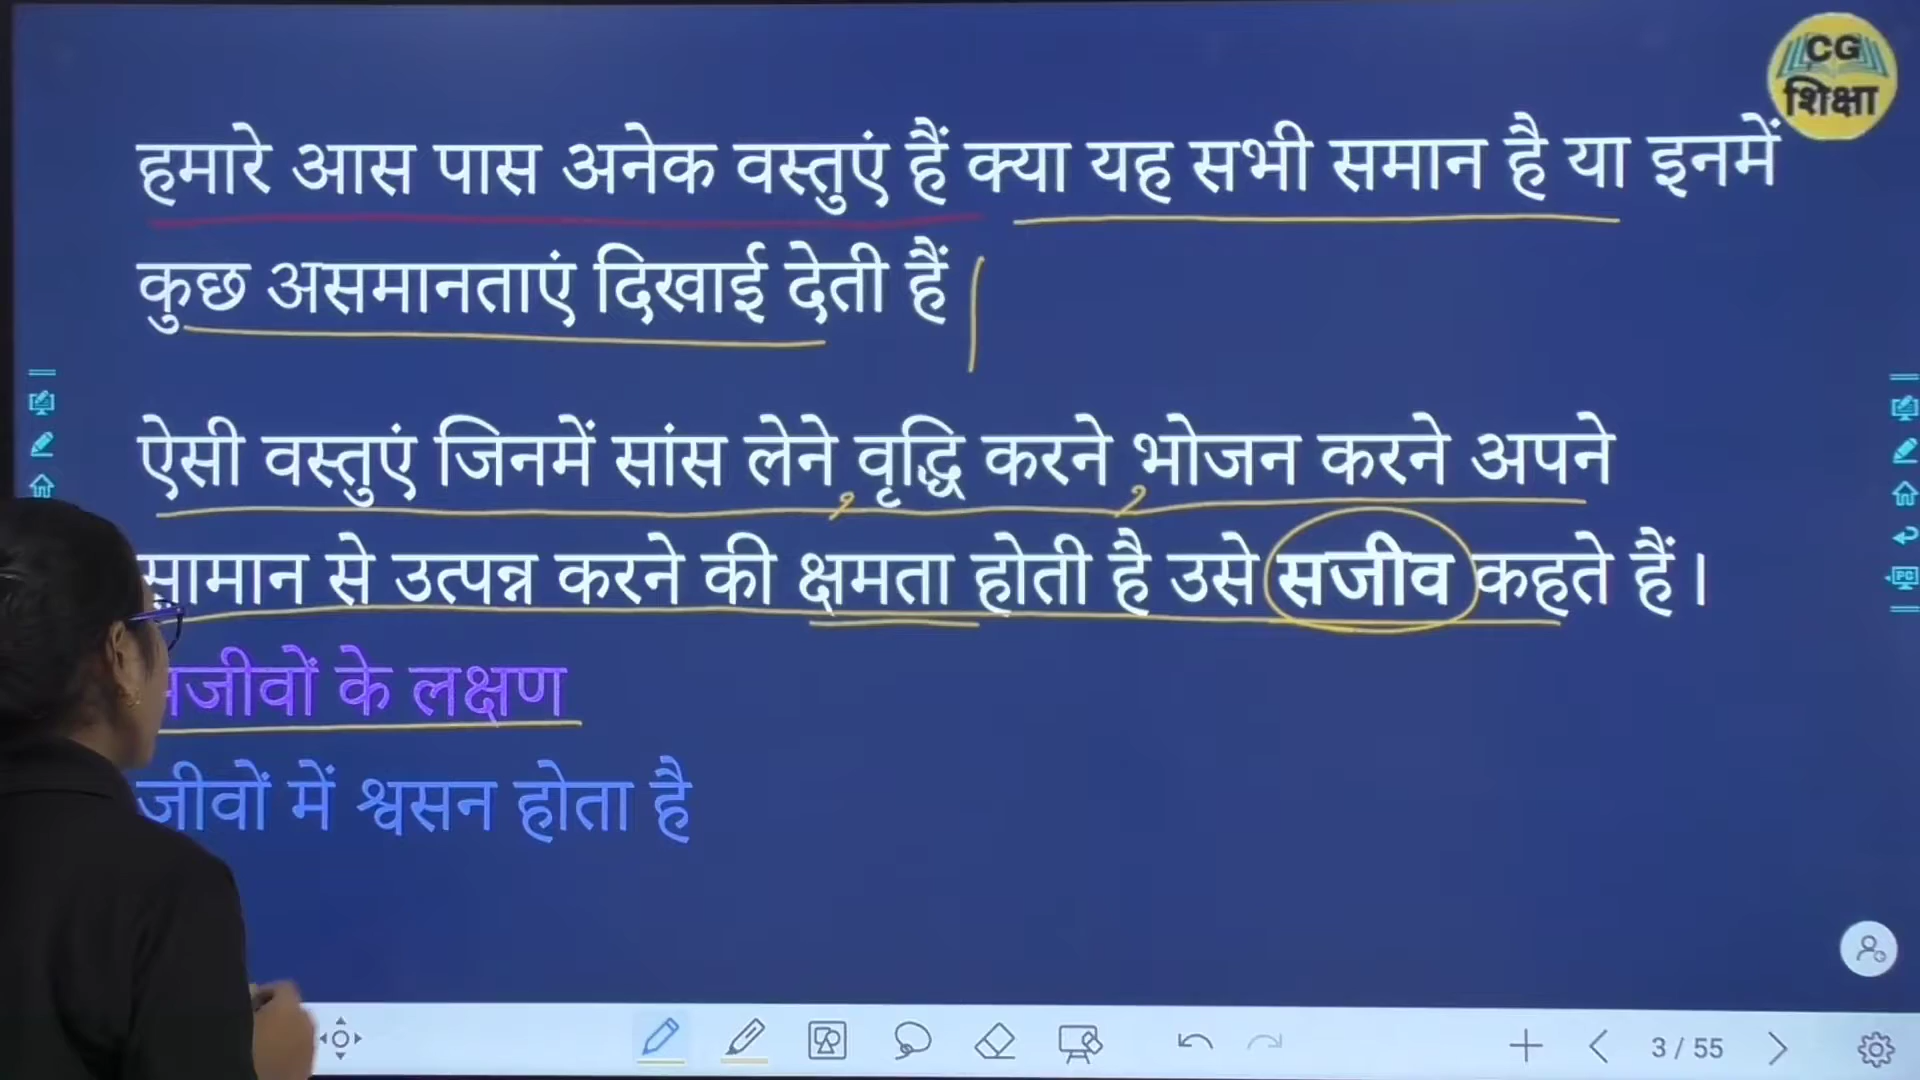 CG
शिक्षा
हमारे आस पास अनेक वस्तुएं हैं क्या यह सभी समान है या इनमें
कुछ असमानताएं दिखाई देती हैं
ऐसी वस्तुएं जिनमें सांस लेने, वृद्धि करने, भोजन करने अपने
सामान से उत्पन्न करने की क्षमता होती है उसे सजीव कहते हैं।
सजीवों के लक्षण
जीवों में श्वसन होता है
3 / 55